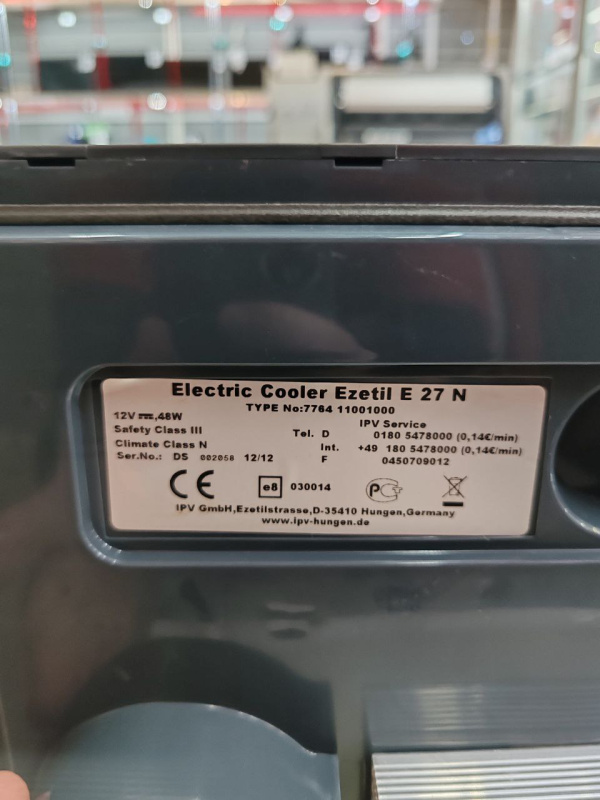 Electric Cooler Ezetil E 27 N
TYPE No:7764 11001000
12V ⎓,48W
Safety Class III
Climate Class N
Ser.No.: DS 002058 12/12
IPV Service
Tel. D 0180 5478000 (0,14€/min)
Int. +49 180 5478000 (0,14€/min)
F 0450709012
CE e8 030014 PG
IPV GmbH,Ezetilstrasse,D-35410 Hungen,Germany
www.ipv-hungen.de